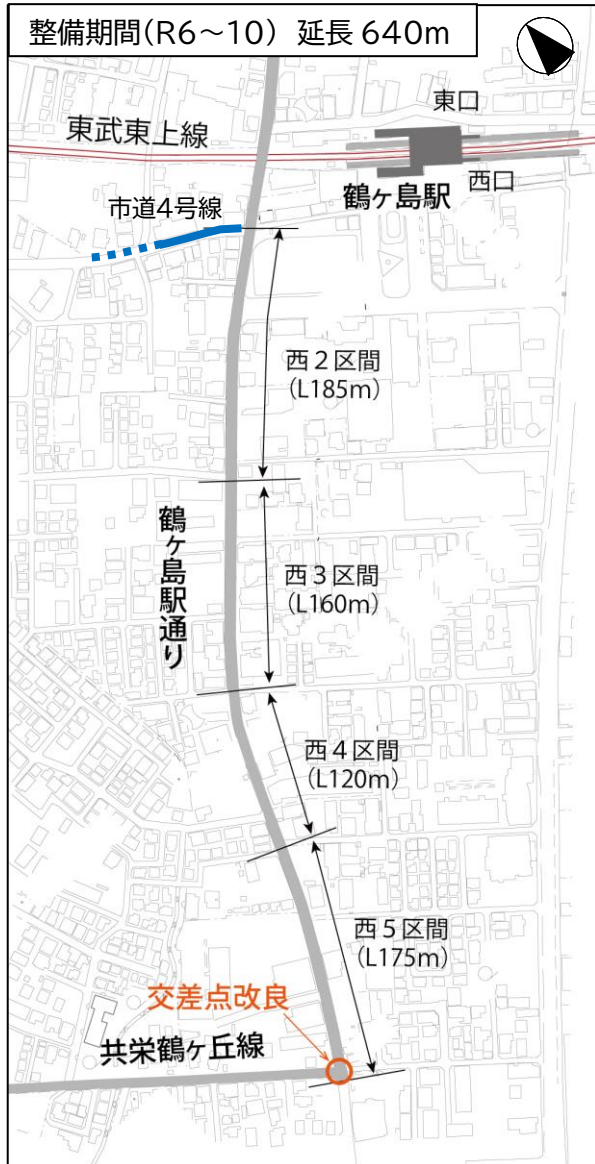 整備期間(R6～10) 延長 640m
東口
東武東上線
西口
鶴ヶ島駅
市道4号線
西2区間
(L185m)
鶴ヶ島駅通り
西3区間
(L160m)
西4区間
(L120m)
西5区間
(L175m)
交差点改良
共栄鶴ヶ丘線